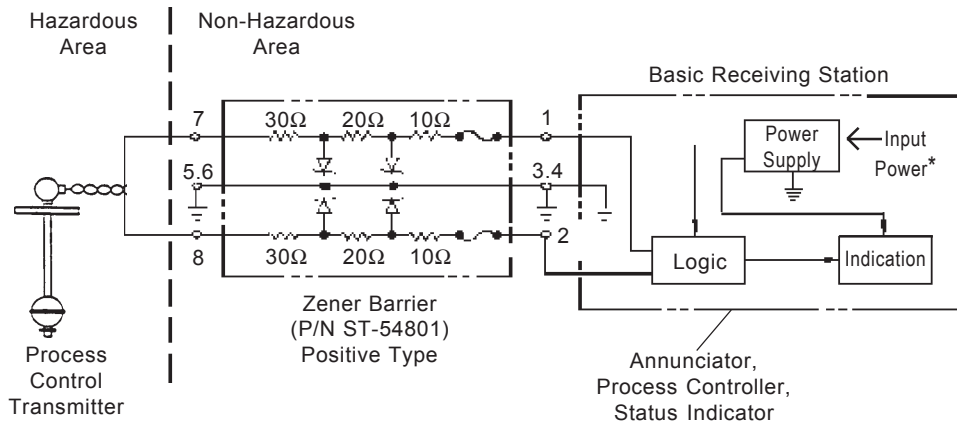 Hazardous
Area
Non-Hazardous
Area
Basic Receiving Station
7
30Ω
20Ω
10Ω
1
Power
Supply
Input
Power*
5.6
3.4
2
8
30Ω
20Ω
10Ω
Logic
Indication
Zener Barrier
(P/N ST-54801)
Positive Type
Process
Control
Transmitter
Annunciator,
Process Controller,
Status Indicator